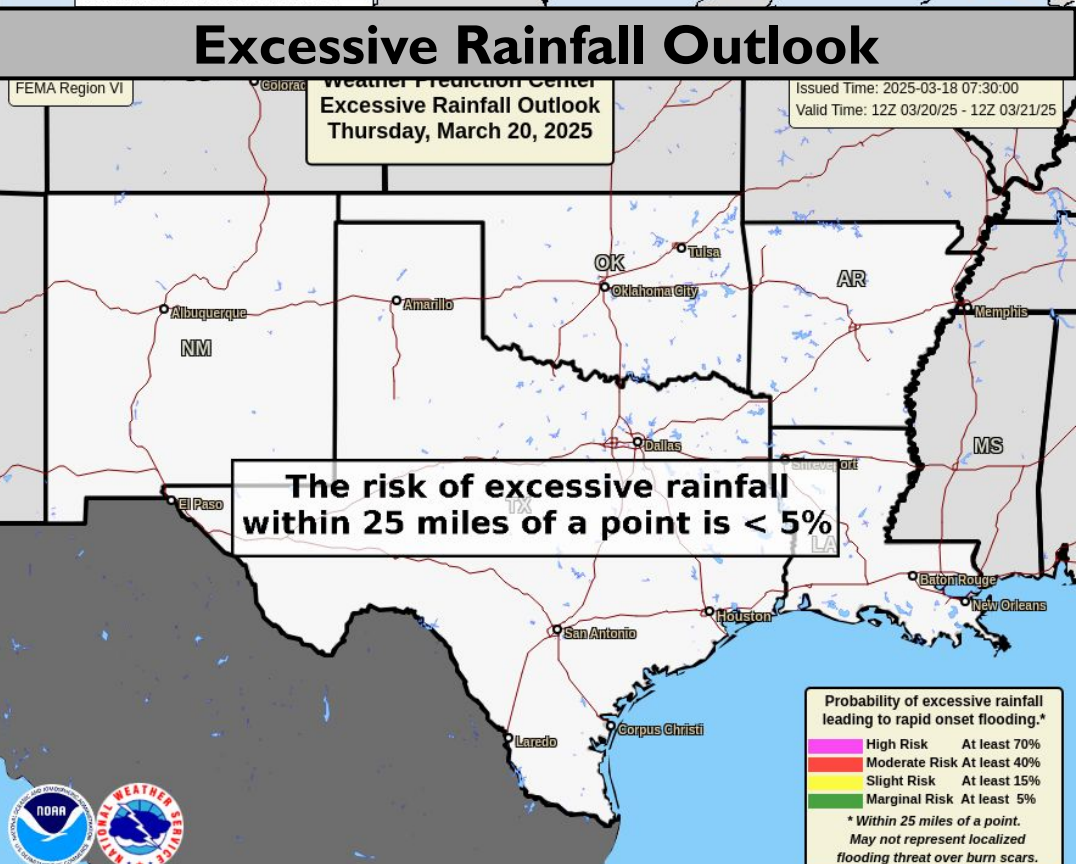 Excessive Rainfall Outlook
FEMA Region VI
Weather Prediction Center
Excessive Rainfall Outlook
Thursday, March 20, 2025
Issued Time: 2025-03-18 07:30:00
Valid Time: 12Z 03/20/25 - 12Z 03/21/25
OK
Tulsa
Oklahoma City
AR
Albuquerque
Amarillo
Memphis
NM
Dallas
MS
Shreveport
The risk of excessive rainfall
within 25 miles of a point is < 5%
TX
El Paso
LA
Baton Rouge
New Orleans
Houston
San Antonio
Corpus Christi
Laredo
Probability of excessive rainfall
leading to rapid onset flooding.*
High Risk At least 70%
Moderate Risk At least 40%
Slight Risk At least 15%
Marginal Risk At least 5%
* Within 25 miles of a point.
May not represent localized
flooding threat over burn scars.
NOAA
NATIONAL WEATHER SERVICE